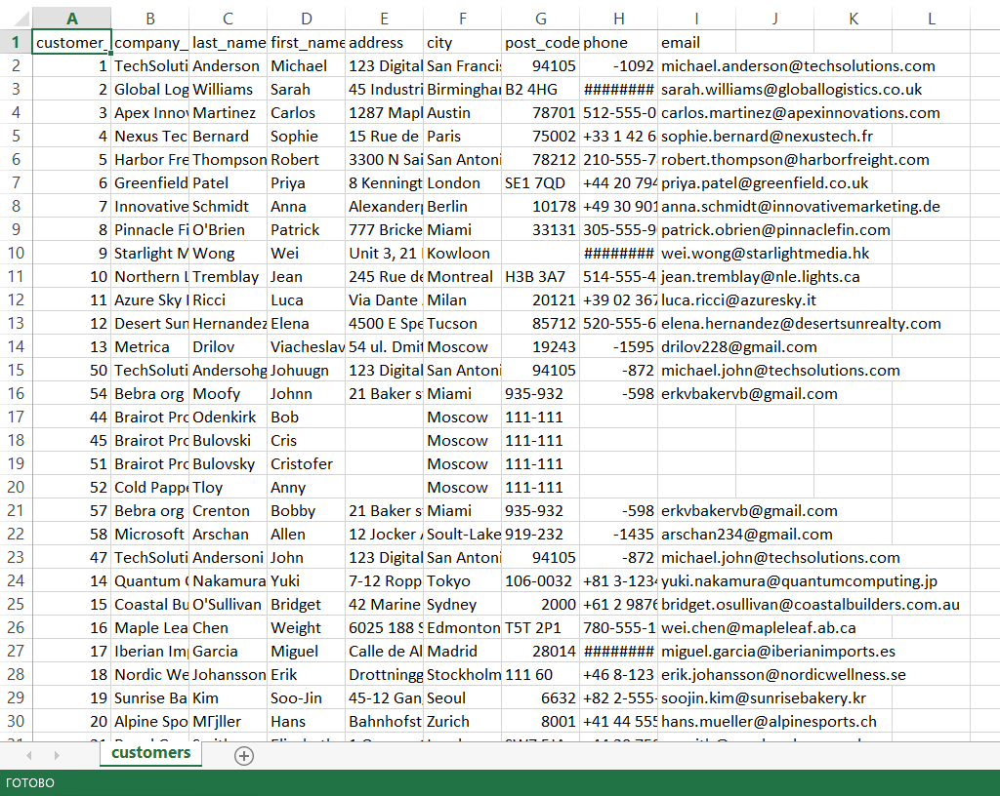 A B C D E F G H I J K L
1 customer_ company_ last_name first_name address city post_code phone email
2 1 TechSoluti Anderson Michael 123 Digital San Francis 94105 -1092 michael.anderson@techsolutions.com
3 2 Global Log Williams Sarah 45 Industri Birmingham B2 4HG ######## sarah.williams@globallogistics.co.uk
4 3 Apex Innov Martinez Carlos 1287 Mapl Austin 78701 512-555-0 carlos.martinez@apexinnovations.com
5 4 Nexus Tec Bernard Sophie 15 Rue de Paris 75002 +33 1 42 6 sophie.bernard@nexustech.fr
6 5 Harbor Fre Thompson Robert 3300 N Sai San Antoni 78212 210-555-7 robert.thompson@harborfreight.com
7 6 Greenfield Patel Priya 8 Kenningt London SE1 7QD +44 20 794 priya.patel@greenfield.co.uk
8 7 Innovative Schmidt Anna Alexanderp Berlin 10178 +49 30 901 anna.schmidt@innovativemarketing.de
9 8 Pinnacle Fi O'Brien Patrick 777 Bricke Miami 33131 305-555-9 patrick.obrien@pinnaclefin.com
10 9 Starlight M Wong Wei Unit 3, 21 Kowloon ######## wei.wong@starlightmedia.hk
11 10 Northern L Tremblay Jean 245 Rue de Montreal H3B 3A7 514-555-4 jean.tremblay@nle.lights.ca
12 11 Azure Sky Ricci Luca Via Dante Milan 20121 +39 02 367 luca.ricci@azuresky.it
13 12 Desert Sun Hernandez Elena 4500 E Spe Tucson 85712 520-555-6 elena.hernandez@desertsunrealty.com
14 13 Metrica Drilov Viacheslav 54 ul. Dmit Moscow 19243 -1595 drilov228@gmail.com
15 50 TechSoluti Andersohg Johuugn 123 Digital San Antoni 94105 -872 michael.john@techsolutions.com
16 54 Bebra org Moofy Johnn 21 Baker s Miami 935-932 -598 erkvbakervb@gmail.com
17 44 Brairot Pro Odenkirk Bob Moscow 111-111
18 45 Brairot Pro Bulovski Cris Moscow 111-111
19 51 Brairot Pro Bulovsky Cristofer Moscow 111-111
20 52 Cold Pappe Tloy Anny Moscow 111-111
21 57 Bebra org Crenton Bobby 21 Baker s Miami 935-932 -598 erkvbakervb@gmail.com
22 58 Microsoft Arschan Allen 12 Jocker A Soult-Lake 919-232 -1435 arschan234@gmail.com
23 47 TechSoluti Andersoni John 123 Digital San Antoni 94105 -872 michael.john@techsolutions.com
24 14 Quantum C Nakamura Yuki 7-12 Ropp Tokyo 106-0032 +81 3-1234 yuki.nakamura@quantumcomputing.jp
25 15 Coastal Bu O'Sullivan Bridget 42 Marine Sydney 2000 +61 2 9876 bridget.osullivan@coastalbuilders.com.au
26 16 Maple Lea Chen Weight 6025 188 S Edmonton T5T 2P1 780-555-1 wei.chen@mapleleaf.ab.ca
27 17 Iberian Imp Garcia Miguel Calle de Al Madrid 28014 ######## miguel.garcia@iberianimports.es
28 18 Nordic We Johansson Erik Drottningg Stockholm 111 60 +46 8-123 erik.johansson@nordicwellness.se
29 19 Sunrise Ba Kim Soo-Jin 45-12 Gan Seoul 6632 +82 2-555- soojin.kim@sunrisebakery.kr
30 20 Alpine Spo MГјller Hans Bahnhofst Zurich 8001 +41 44 555 hans.mueller@alpinesports.ch
customers
ГОТОВО